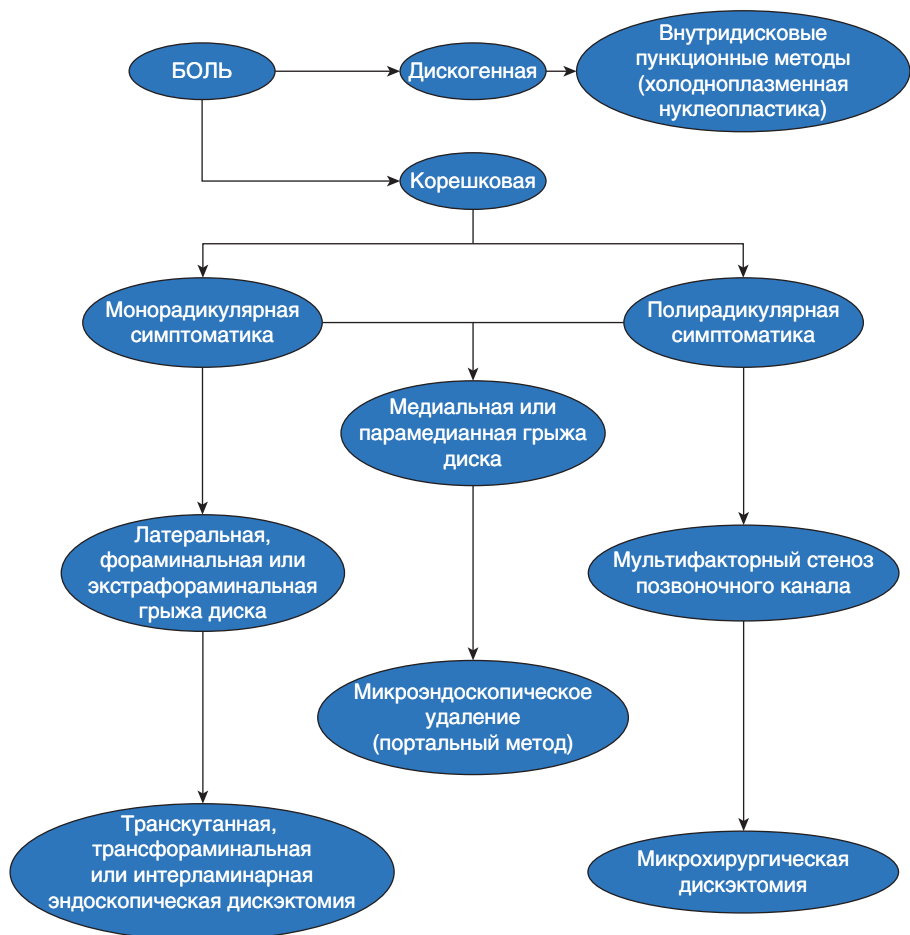 БОЛЬ
Дискогенная
Внутридисковые
пункционные методы
(холодноплазменная
нуклеопластика)
Корешковая
Монорадикулярная
симптоматика
Полирадикулярная
симптоматика
Медиальная или
парамедианная грыжа
диска
Латеральная,
фораминальная или
экстрафораминальная
грыжа диска
Мультифакторный стеноз
позвоночного канала
Микроэндоскопическое
удаление
(портальный метод)
Транскутанная,
трансфораминальная
или интерламинарная
эндоскопическая дискэктомия
Микрохирургическая
дискэктомия